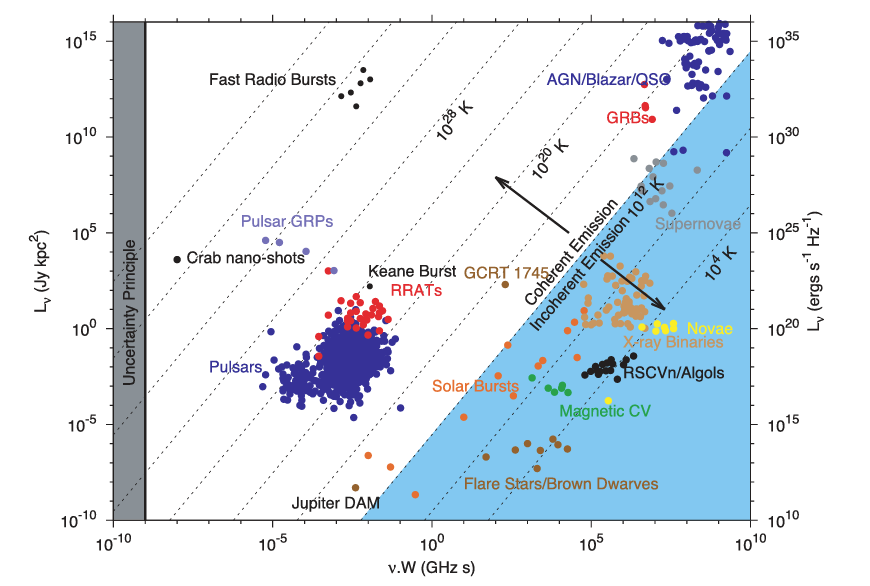 10^15
10^35
Fast Radio Bursts
AGN/Blazar/QSO
GRBs
10^28 K
10^10
10^30
10^20 K
10^12 K
Pulsar GRPs
Supernovae
10^5
10^25
Crab nano-shots
Coherent Emission
Incoherent Emission
10^4 K
Keane Burst
GCRT 1745
RRATs
L_ν (Jy kpc^2)
L_ν (ergs s^-1 Hz^-1)
Uncertainty Principle
10^0
10^20
Novae
X-ray Binaries
Pulsars
RSCVn/Algols
Solar Bursts
Magnetic CV
10^-5
10^15
Flare Stars/Brown Dwarves
Jupiter DAM
10^-10
10^10
10^-10 10^-5 10^0 10^5 10^10
ν.W (GHz s)